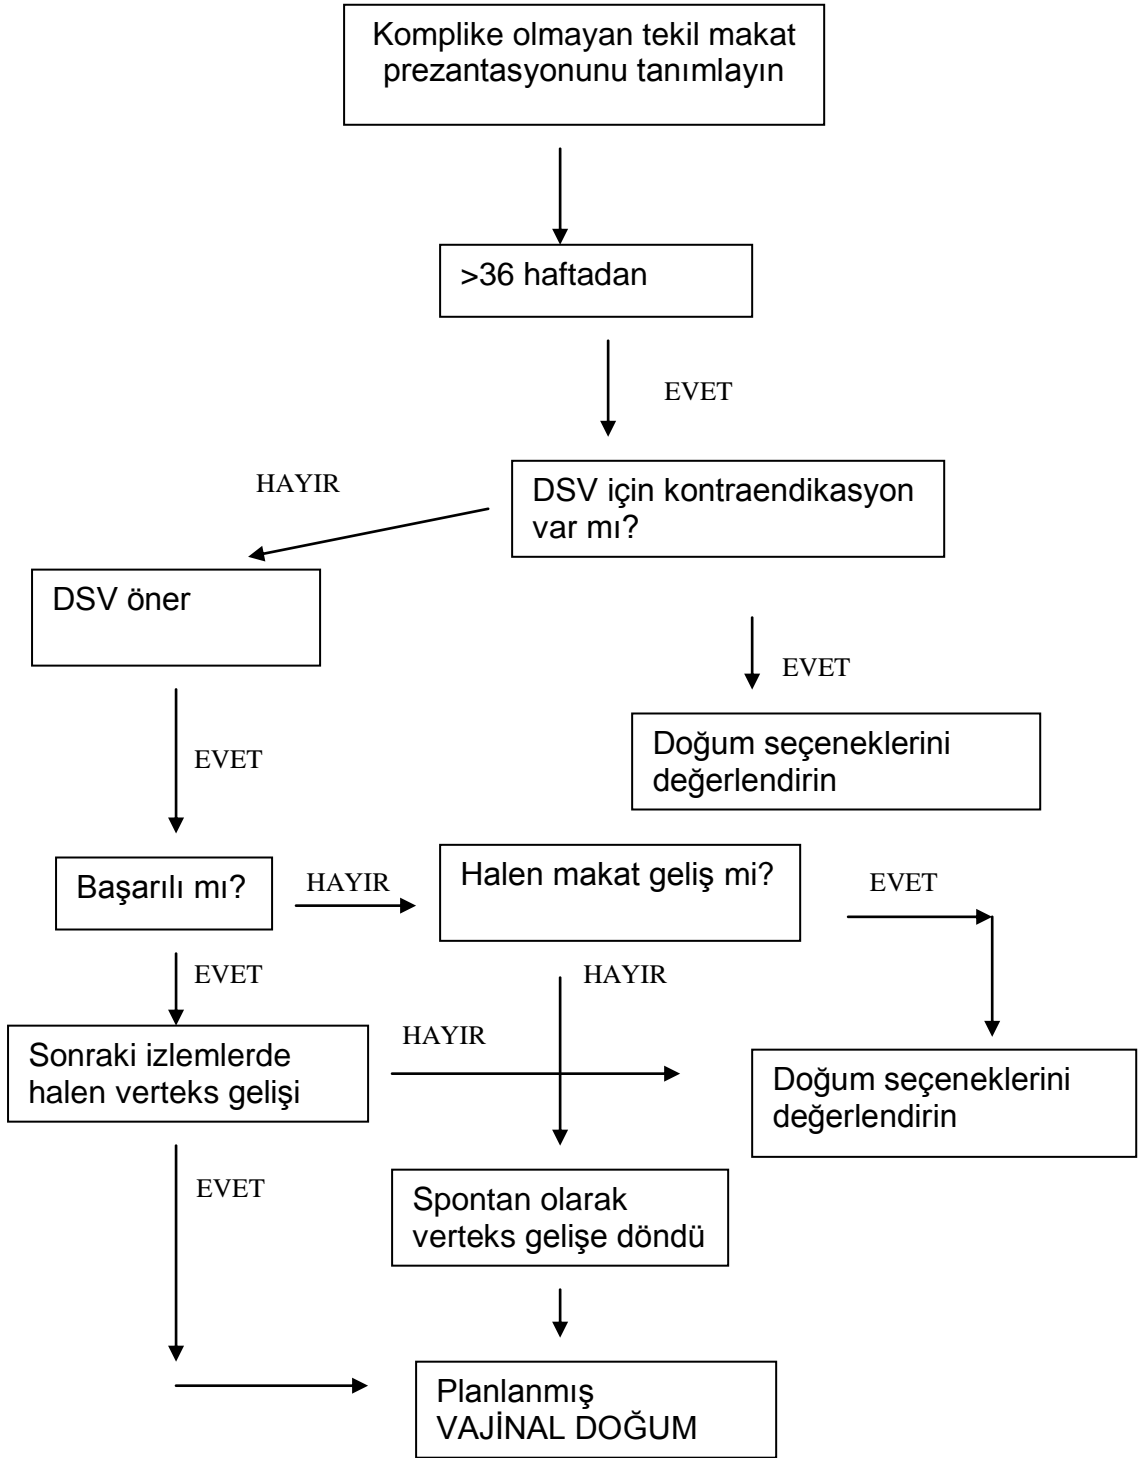 Komplike olmayan tekil makat
prezantasyonunu tanımlayın
>36 haftadan
EVET
HAYIR
DSV için kontraendikasyon
var mı?
DSV öner
EVET
Doğum seçeneklerini
değerlendirin
EVET
Başarılı mı?
HAYIR
Halen makat geliş mi?
EVET
EVET
HAYIR
Sonraki izlemlerde
halen verteks gelişi
HAYIR
Doğum seçeneklerini
değerlendirin
EVET
Spontan olarak
verteks gelişe döndü
Planlanmış
VAJİNAL DOĞUM